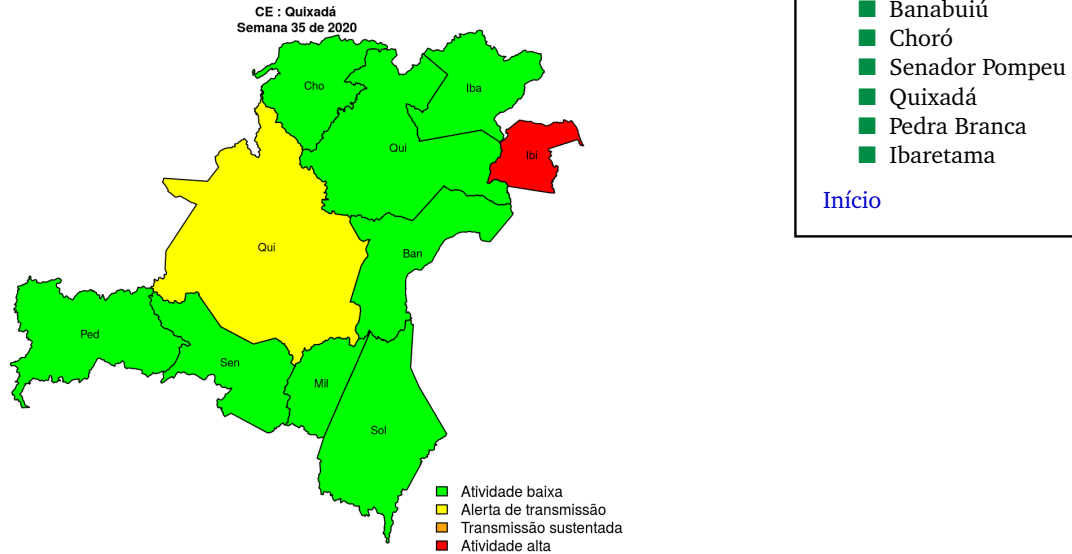 CE : Quixadá
Semana 35 de 2020
Cho
Iba
Qui
Ibi
Qui
Ban
Ped
Sen
Mil
Sol
Atividade baixa
Alerta de transmissão
Transmissão sustentada
Atividade alta
Banabuiú
Choró
Senador Pompeu
Quixadá
Pedra Branca
Ibaretama
Início